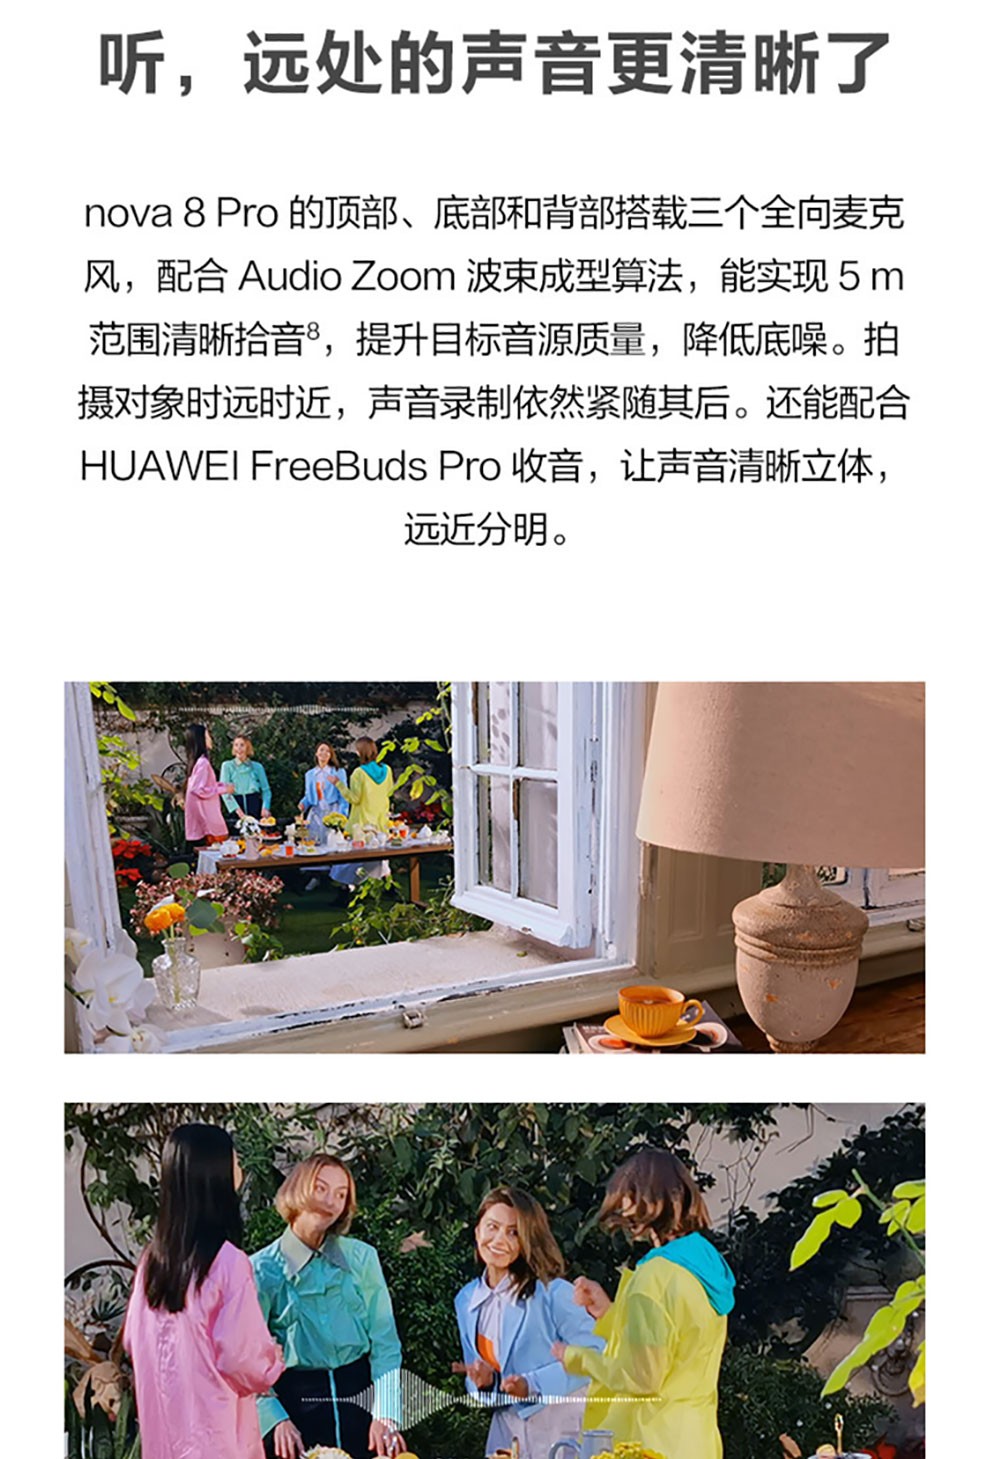 听，远处的声音更清晰了
nova 8 Pro 的顶部、底部和背部搭载三个全向麦克
风，配合 Audio Zoom 波束成型算法，能实现 5 m
范围清晰拾音8，提升目标音源质量，降低底噪。拍
摄对象时远时近，声音录制依然紧随其后。还能配合
HUAWEI FreeBuds Pro 收音，让声音清晰立体，
远近分明。